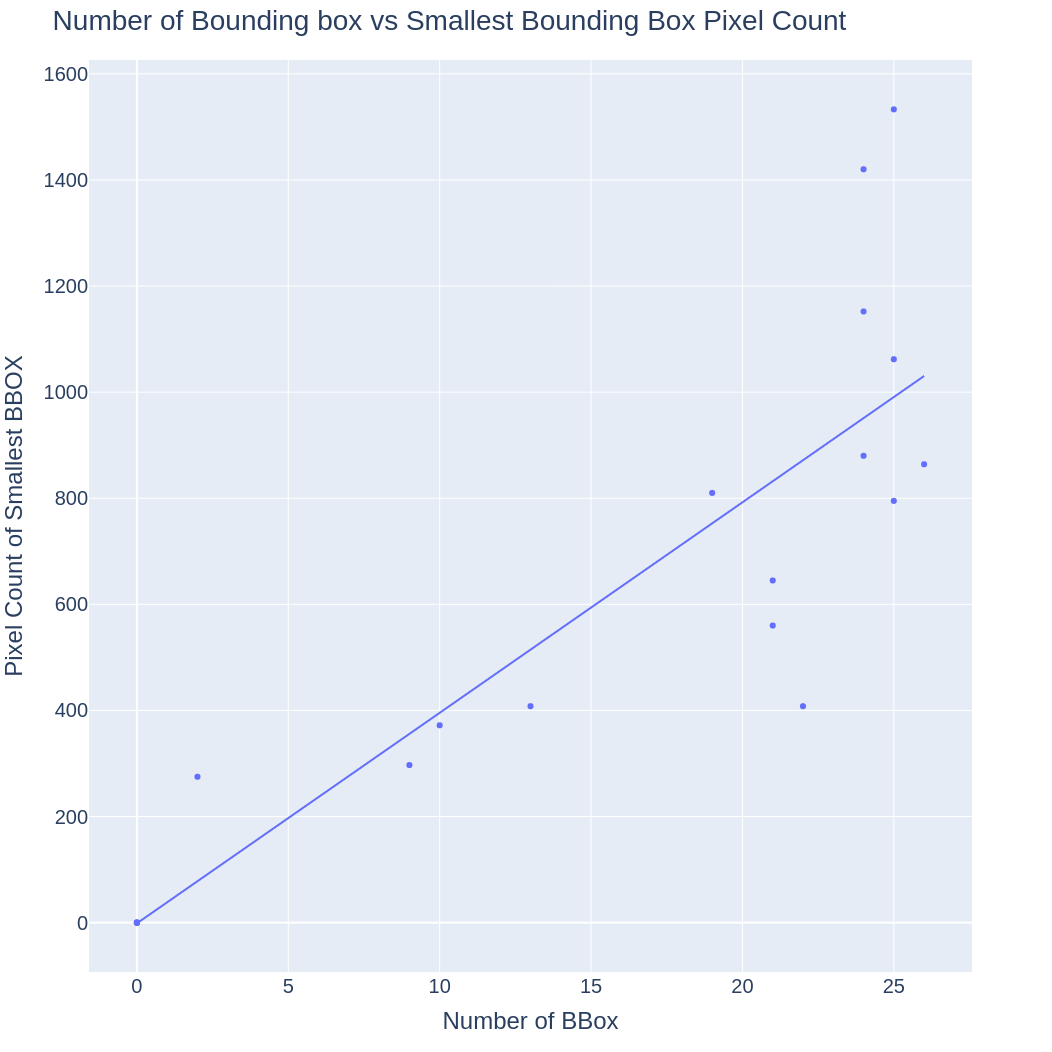 Number of Bounding box vs Smallest Bounding Box Pixel Count
Pixel Count of Smallest BBOX
1600
1400
1200
1000
800
600
400
200
0
0 5 10 15 20 25
Number of BBox